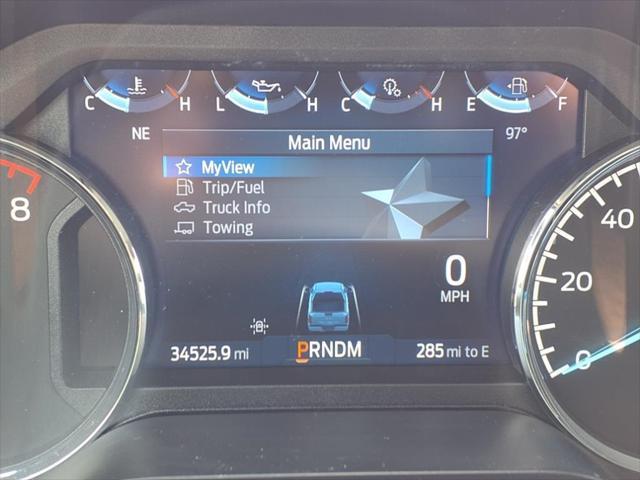 C H L H C H E F
NE 97°
Main Menu
MyView
Trip/Fuel
Truck Info
Towing
8
40
20
0
0
MPH
34525.9 mi PRNDM 285 mi to E